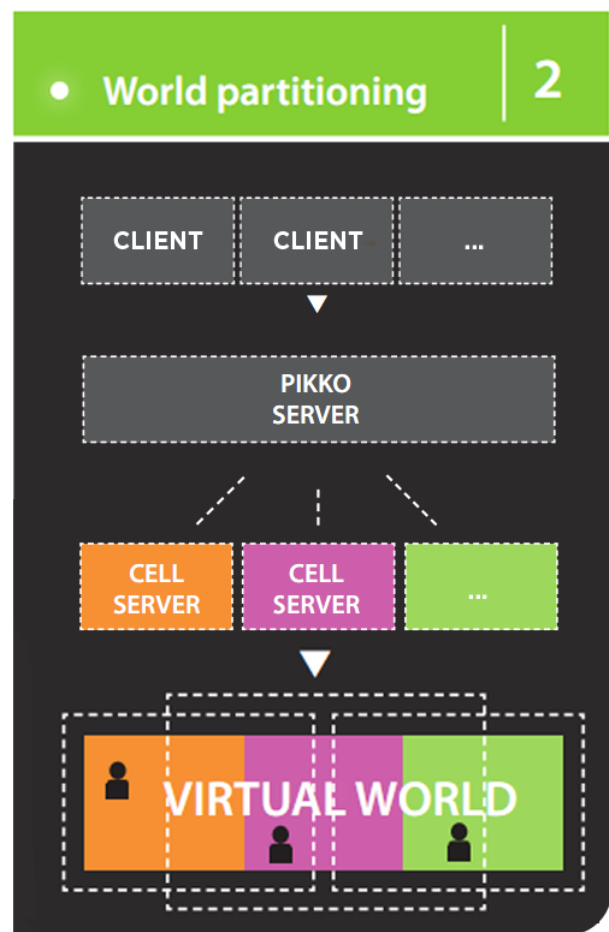 World partitioning
2
CLIENT
CLIENT
...
PIKKO
SERVER
CELL
SERVER
CELL
SERVER
...
VIRTUAL WORLD